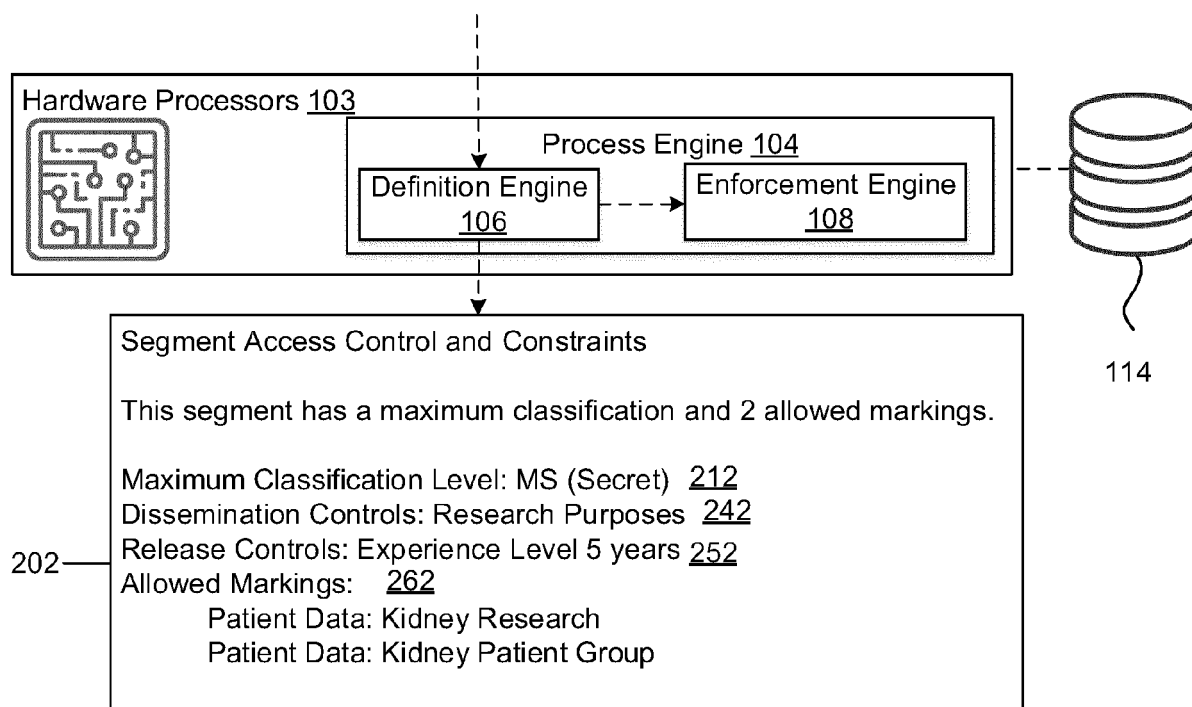 Hardware Processors 103
Process Engine 104
Definition Engine
106
Enforcement Engine
108
114
Segment Access Control and Constraints
This segment has a maximum classification and 2 allowed markings.
Maximum Classification Level: MS (Secret) 212
Dissemination Controls: Research Purposes 242
Release Controls: Experience Level 5 years 252
202
Allowed Markings: 262
Patient Data: Kidney Research
Patient Data: Kidney Patient Group